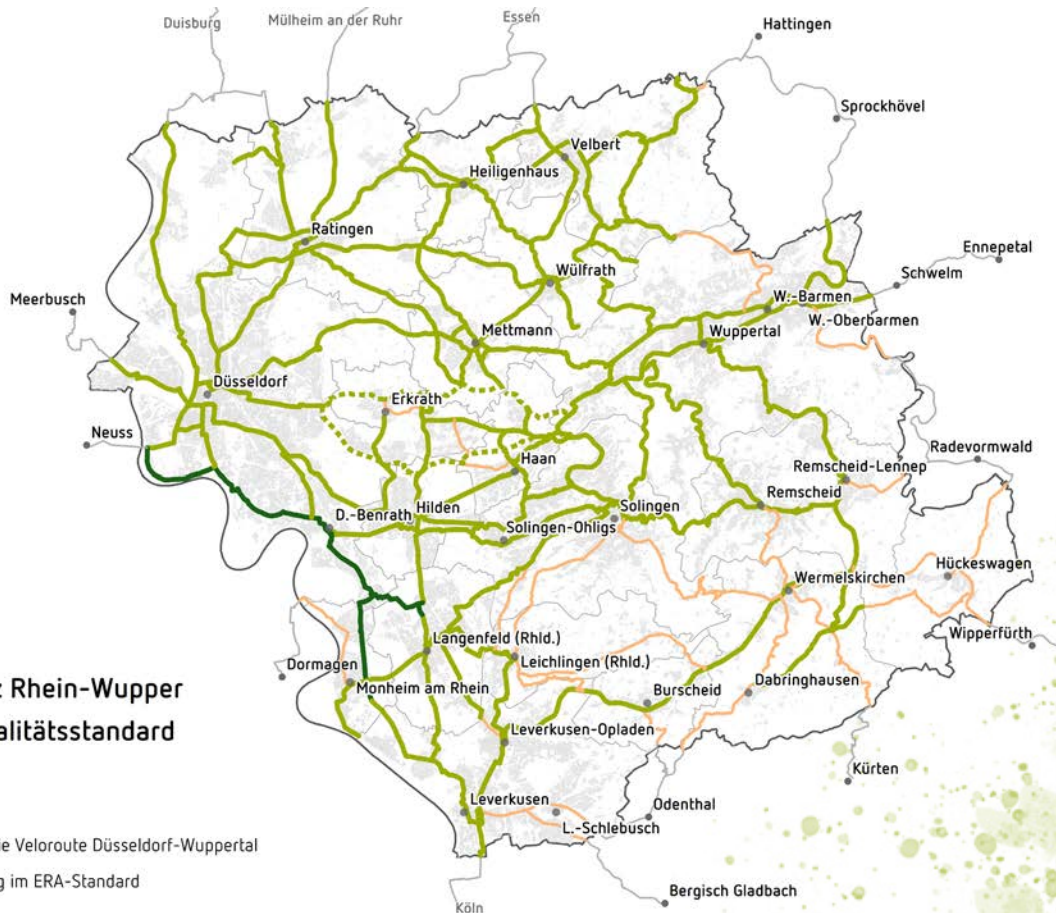 Duisburg
Mülheim an der Ruhr
Essen
Hattingen
Sprockhövel
Velbert
Heiligenhaus
Ratingen
Ennepetal
Wülfrath
Schwelm
Meerbusch
W.-Barmen
W.-Oberbarmen
Mettmann
Wuppertal
Düsseldorf
Erkrath
Neuss
Radevormwald
Haan
Remscheid-Lennep
Remscheid
Hilden
Solingen
D.-Benrath
Solingen-Ohligs
Hückeswagen
Wermelskirchen
Wipperfürth
Langenfeld (Rhld.)
Leichlingen (Rhld.)
Dormagen
Monheim am Rhein
Dabringhausen
Burscheid
Rhein-Wupper
alitätsstandard
Leverkusen-Opladen
Kürten
Leverkusen
Odenthal
L.-Schlebusch
ie Veloroute Düsseldorf-Wuppertal
g im ERA-Standard
Bergisch Gladbach
Köln